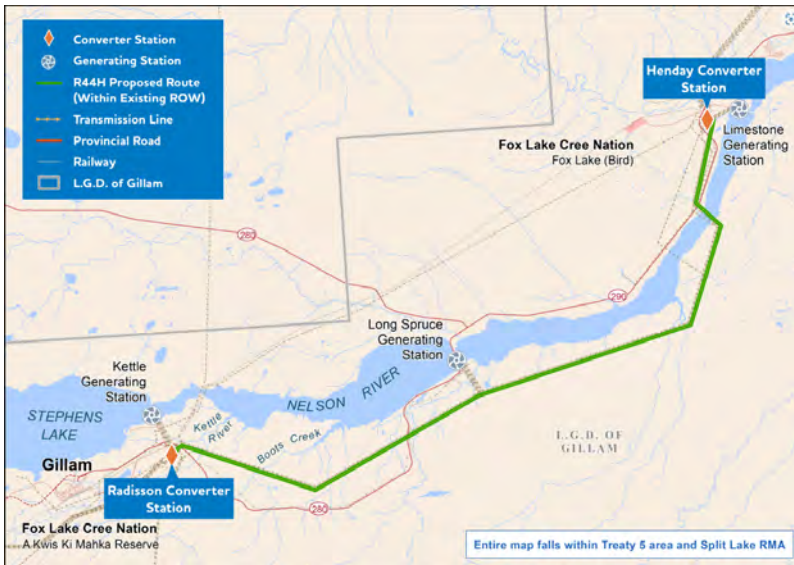 Converter Station
Generating Station
R44H Proposed Route
(Within Existing ROW)
Transmission Line
Provincial Road
Railway
L.G.D. of Gillam
Henday Converter
Station
Fox Lake Cree Nation
Fox Lake (Bird)
Limestone
Generating
Station
280
290
Long Spruce
Generating
Station
Kettle
Generating
Station
NELSON RIVER
STEPHENS
LAKE
Kettle
River
Boots Creek
L.G.D. OF
GILLAM
Gillam
Radisson Converter
Station
280
Fox Lake Cree Nation
A Kwis Ki Mahka Reserve
Entire map falls within Treaty 5 area and Split Lake RMA